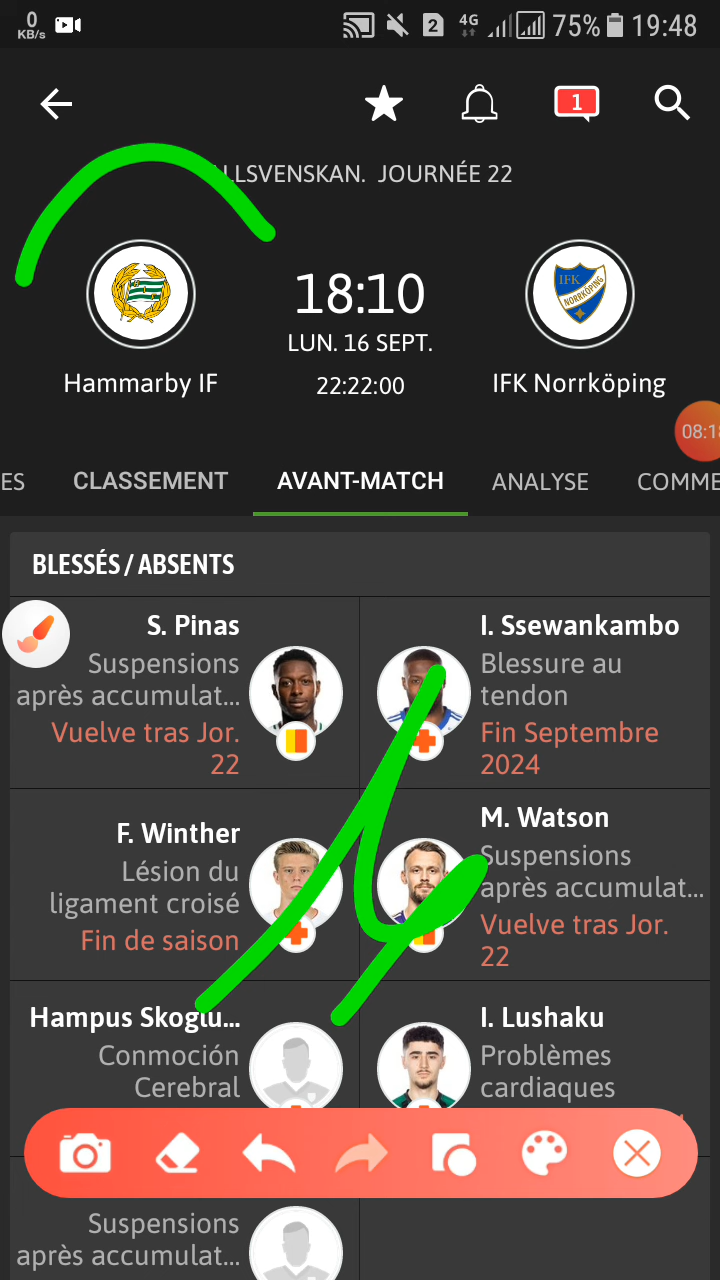 0
KB/s
2
4G
75%
19:48
1
ALLSVENSKAN. JOURNÉE 22
18:10
LUN. 16 SEPT.
22:22:00
Hammarby IF
IFK
NORRKÖPING
IFK Norrköping
08:18
ES
CLASSEMENT
AVANT-MATCH
ANALYSE
COMME
BLESSÉS / ABSENTS
S. Pinas
Suspensions
après accumulat...
Vuelve tras Jor.
22
I. Ssewankambo
Blessure au
tendon
Fin Septembre
2024
F. Winther
Lésion du
ligament croisé
Fin de saison
M. Watson
Suspensions
après accumulat...
Vuelve tras Jor.
22
Hampus Skoglu...
Conmoción
Cerebral
I. Lushaku
Problèmes
cardiaques
Suspensions
après accumulat...